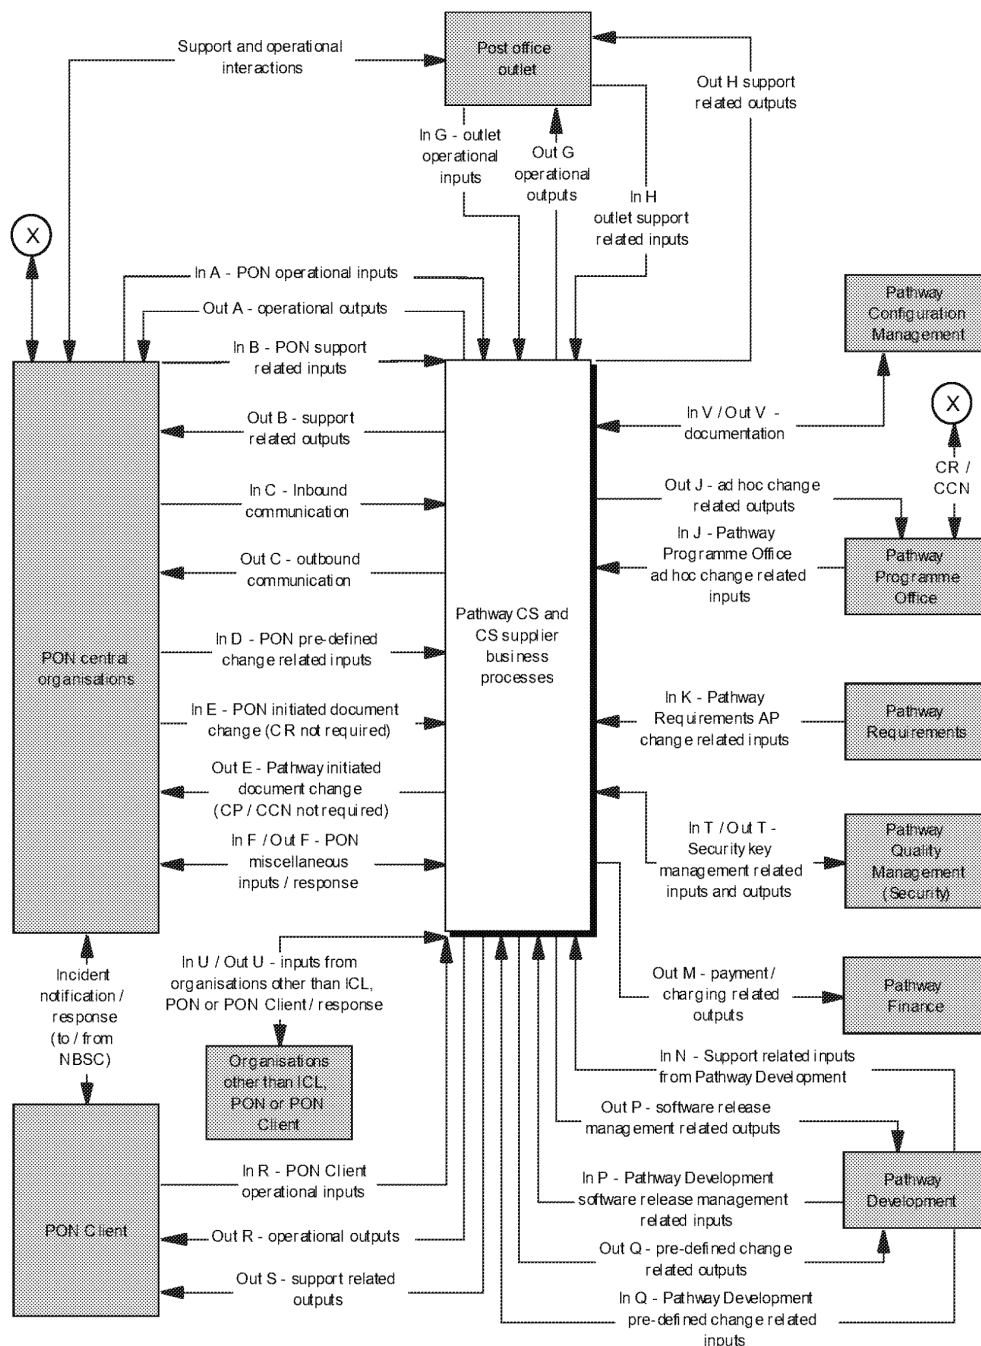 Support and operational
interactions
Post office
outlet
Out H support
related outputs
In G - outlet
operational
inputs
Out G
operational
outputs
In H
outlet support
related inputs
X
In A - PON operational inputs
Out A - operational outputs
In B - PON support
related inputs
Out B - support
related outputs
In C - Inbound
communication
Out C - outbound
communication
In D - PON pre-defined
change related inputs
In E - PON initiated document
change (CR not required)
Out E - Pathway initiated
document change
(CP / CCN not required)
In F / Out F - PON
miscellaneous
inputs / response
PON central
organisations
Pathway CS and
CS supplier
business
processes
Pathway
Configuration
Management
In V / Out V -
documentation
X
CR /
CCN
Out J - ad hoc change
related outputs
In J - Pathway
Programme Office
ad hoc change related
inputs
Pathway
Programme
Office
In K - Pathway
Requirements AP
change related inputs
Pathway
Requirements
In T / Out T -
Security key
management related
inputs and outputs
Pathway
Quality
Management
(Security)
Out M - payment /
charging related
outputs
Pathway
Finance
Incident
notification /
response
(to / from
NBSC)
In U / Out U - inputs from
organisations other than ICL,
PON or PON Client / response
Organisations
other than ICL,
PON or PON
Client
In N - Support related inputs
from Pathway Development
Out P - software release
management related outputs
In P - Pathway Development
software release management
related inputs
Pathway
Development
Out Q - pre-defined change
related outputs
In Q - Pathway Development
pre-defined change related
inputs
PON Client
In R - PON Client
operational inputs
Out R - operational outputs
Out S - support related
outputs